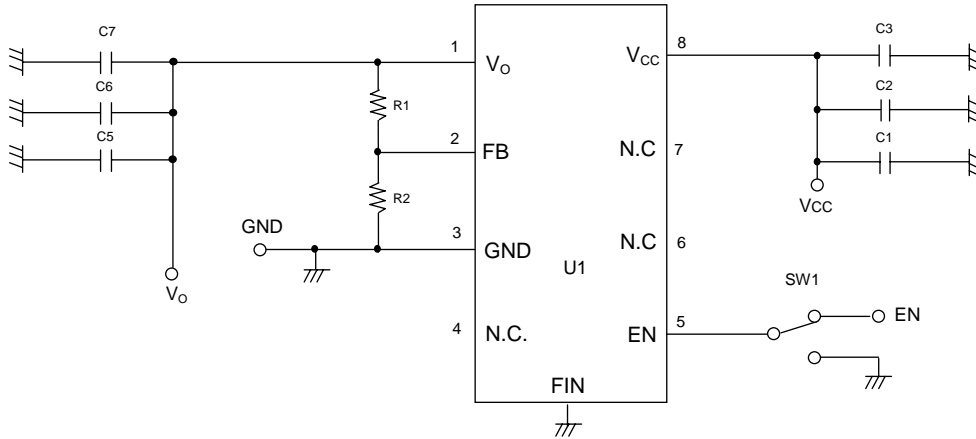 C7
C6
C5
1
VO
R1
2
FB
R2
GND
3
GND
U1
VO
4
N.C.
FIN
8
VCC
C3
C2
C1
N.C
7
VCC
N.C
6
SW1
5
EN
EN